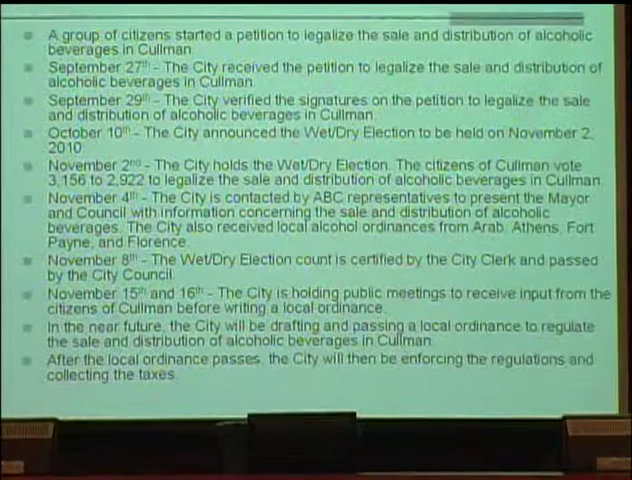 A group of citizens started a petition to legalize the sale and distribution of alcoholic
beverages in Cullman.
September 27th - The City received the petition to legalize the sale and distribution of
alcoholic beverages in Cullman.
September 29th - The City verified the signatures on the petition to legalize the sale
and distribution of alcoholic beverages in Cullman.
October 10th - The City announced the Wet/Dry Election to be held on November 2,
2010.
November 2nd - The City holds the Wet/Dry Election. The citizens of Cullman vote
3,156 to 2,922 to legalize the sale and distribution of alcoholic beverages in Cullman.
November 4th - The City is contacted by ABC representatives to present the Mayor
and Council with information concerning the sale and distribution of alcoholic
beverages. The City also received local alcohol ordinances from Arab, Athens, Fort
Payne, and Florence.
November 8th - The Wet/Dry Election count is certified by the City Clerk and passed
by the City Council.
November 15th and 16th - The City is holding public meetings to receive input from the
citizens of Cullman before writing a local ordinance.
In the near future, the City will be drafting and passing a local ordinance to regulate
the sale and distribution of alcoholic beverages in Cullman.
After the local ordinance passes, the City will then be enforcing the regulations and
collecting the taxes.